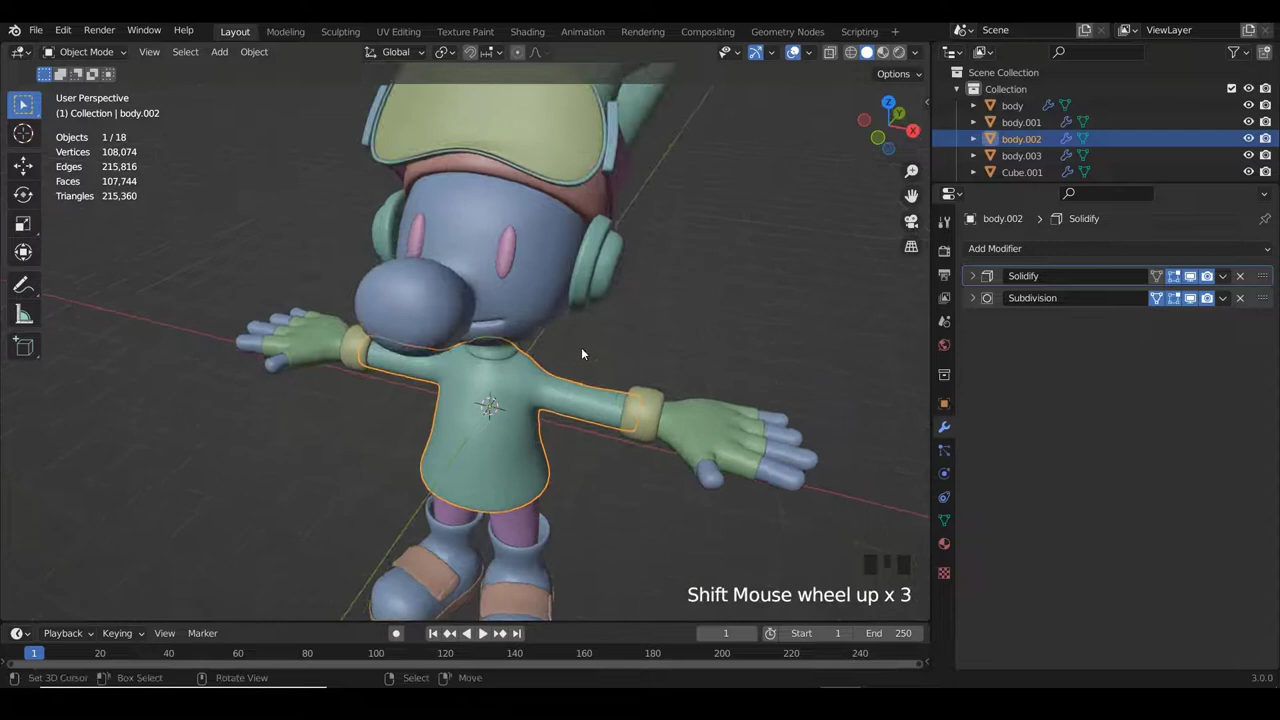 File Edit Render Window Help Layout Modeling Sculpting UV Editing Texture Paint Shading Animation Rendering Compositing Geometry Nodes Scripting + Scene ViewLayer
Object Mode View Select Add Object Global
Options
User Perspective
(1) Collection | body.002
Objects 1 / 18
Vertices 108,074
Edges 215,816
Faces 107,744
Triangles 215,360
Z
Y
X
Scene Collection
Collection
body
body.001
body.002
body.003
Cube.001
body.002 > Solidify
Add Modifier
Solidify
Subdivision
Shift Mouse wheel up x 3
Playback Keying View Marker 1 Start 1 End 250
1 20 40 60 80 100 120 140 160 180 200 220 240
Set 3D Cursor Box Select Rotate View Select Move 3.0.0